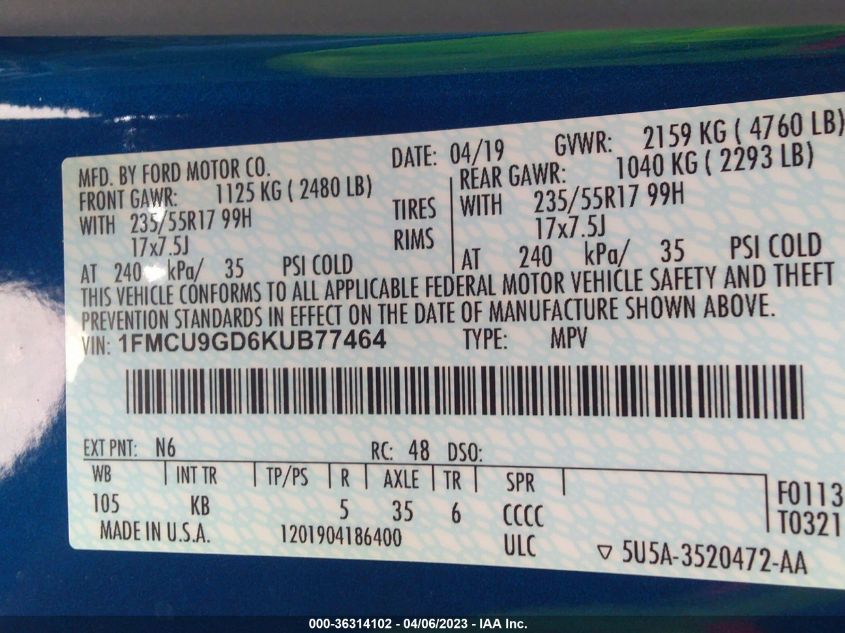 MFD. BY FORD MOTOR CO. DATE: 04/19 GVWR: 2159 KG ( 4760 LB)
FRONT GAWR: 1125 KG ( 2480 LB) REAR GAWR: 1040 KG ( 2293 LB)
WITH 235/55R17 99H TIRES WITH 235/55R17 99H
17x7.5J RIMS 17x7.5J
AT 240 kPa/ 35 PSI COLD AT 240 kPa/ 35 PSI COLD
THIS VEHICLE CONFORMS TO ALL APPLICABLE FEDERAL MOTOR VEHICLE SAFETY AND THEFT
PREVENTION STANDARDS IN EFFECT ON THE DATE OF MANUFACTURE SHOWN ABOVE.
VIN: 1FMCU9GD6KUB77464 TYPE: MPV
EXT PNT: N6 RC: 48 DSO:
WB INT TR TP/PS R AXLE TR SPR
105 KB 5 35 6 CCCC
F0113
T0321
MADE IN U.S.A. 1201904186400 ULC ▽ 5U5A-3520472-AA
000-36314102 - 04/06/2023 - IAA Inc.